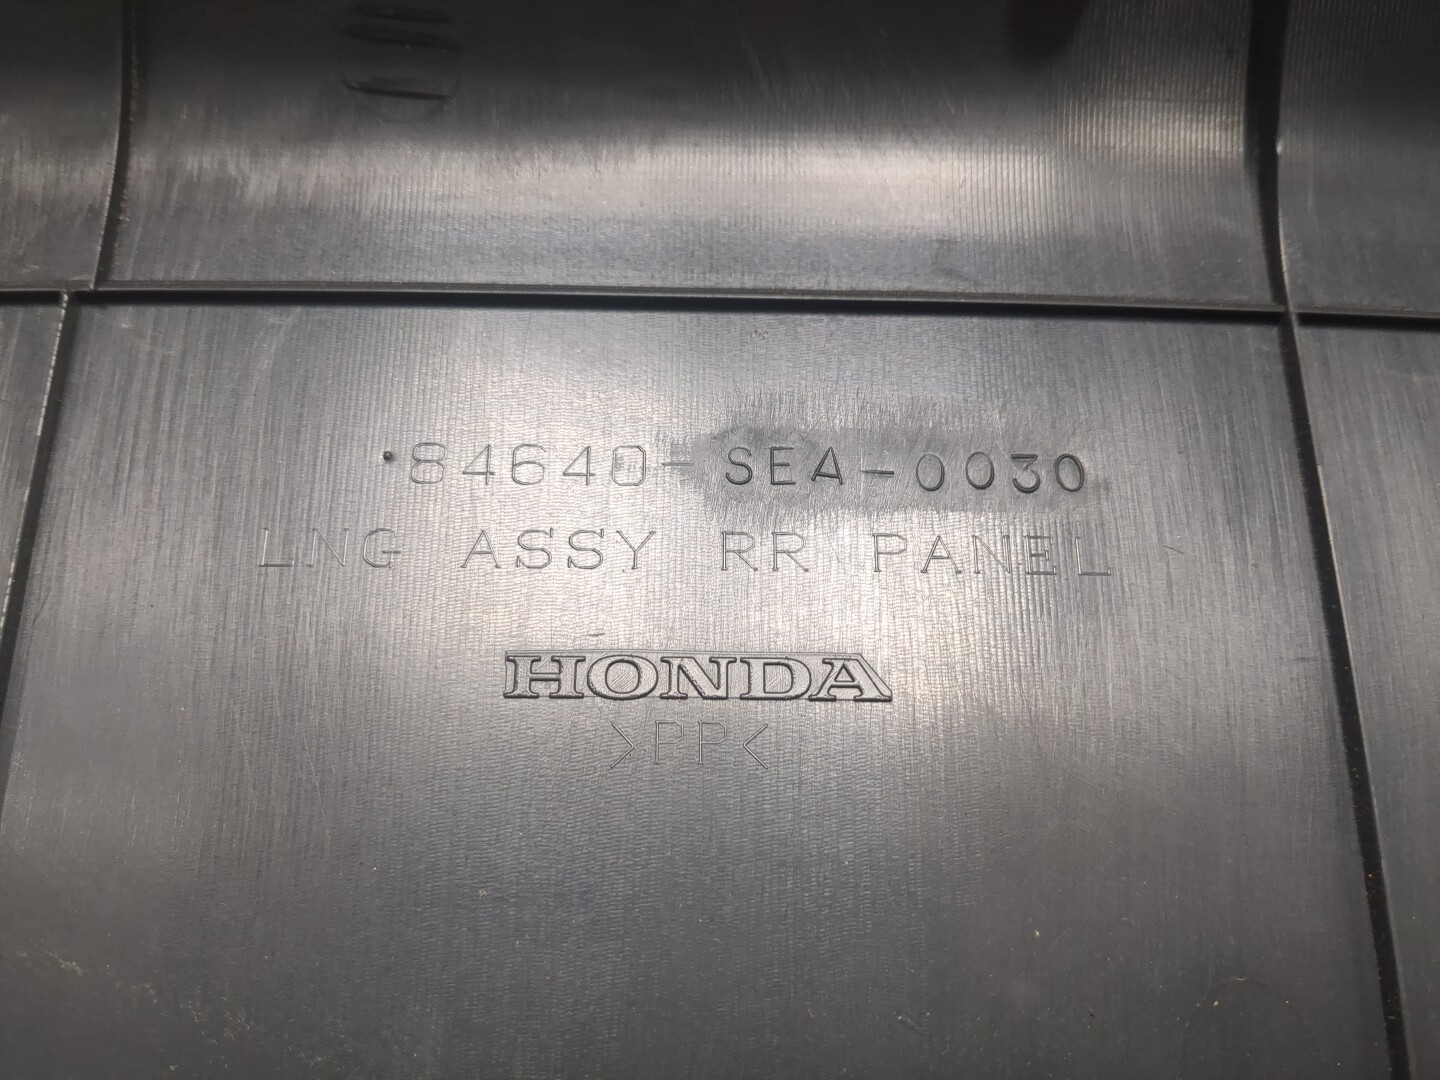 84640-SEA-0030
LNG ASSY RR PANEL
HONDA
>PP<